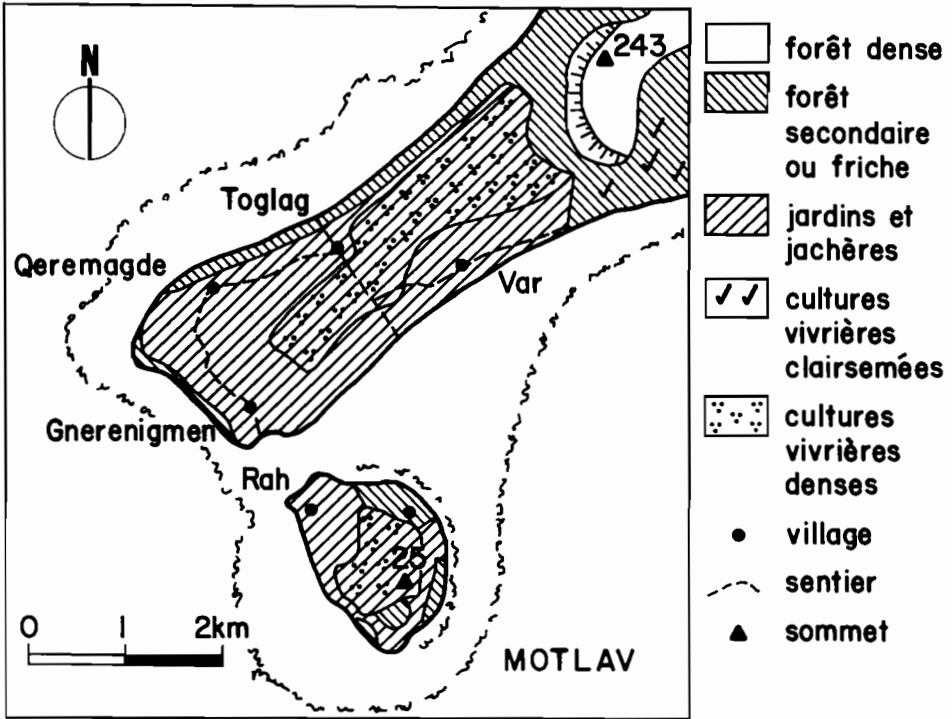 N
243
Toglag
Qeremagde
Var
Gnerenigmen
Rah
25
0 1 2km
MOTLAV
forêt dense
forêt
secondaire
ou friche
jardins et
jachères
cultures
vivrières
clairsemées
cultures
vivrières
denses
village
sentier
sommet